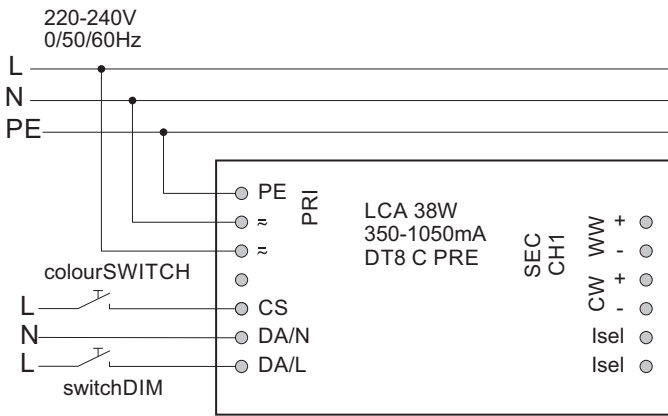 220-240V
0/50/60Hz
L
N
PE
PE
PRI
≂
≂
LCA 38W
350-1050mA
DT8 C PRE
SEC
CH1
WW
+
-
CW
+
-
colourSWITCH
L
CS
N
DA/N
L
DA/L
switchDIM
Isel
Isel